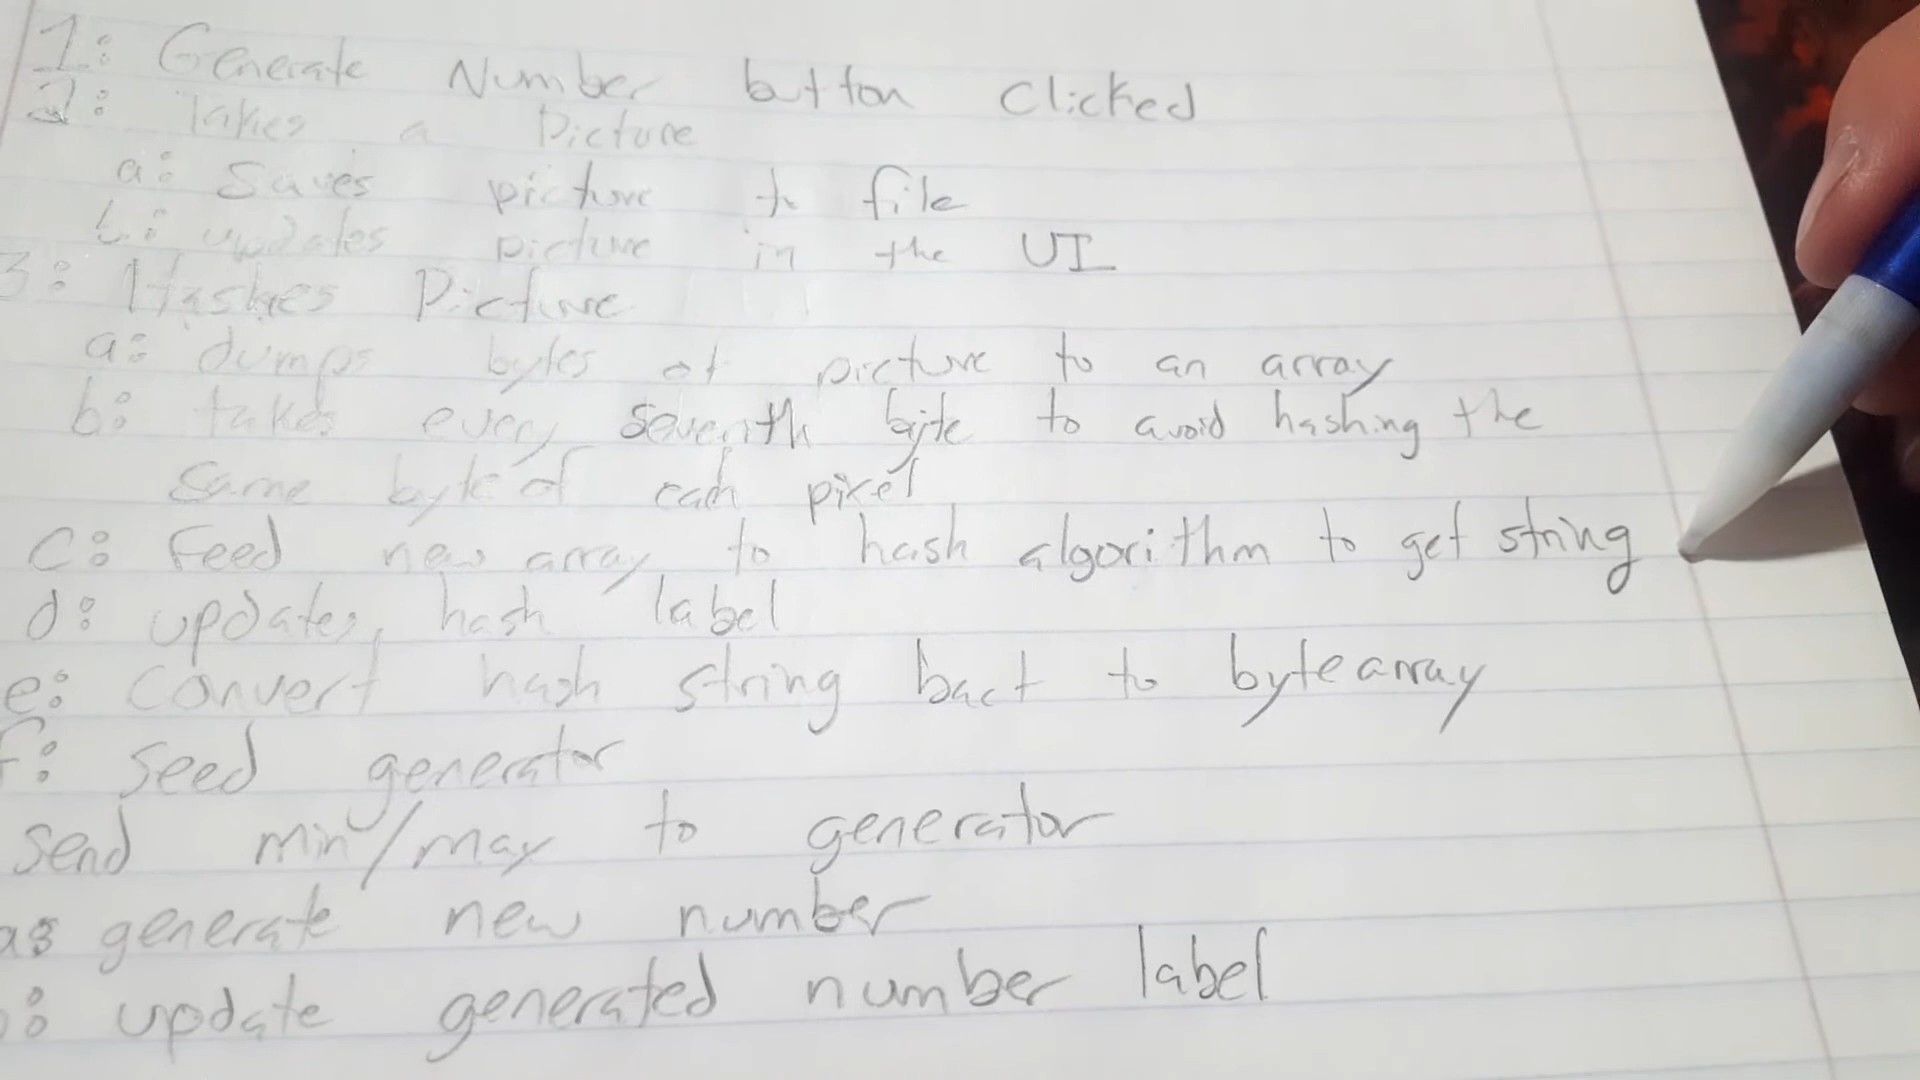 1: Generate Number button clicked
2: Takes a Picture
a: Saves picture to file
b: updates picture in the UI
3: Hashes Picture
a: dumps bytes of picture to an array
b: takes every seventh byte to avoid hashing the
same byte of each pixel
C: Feed new array to hash algorithm to get string
d: updates hash label
e: Convert hash string bact to bytearray
f: Seed generator
Send min/max to generator
a: generate new number
: update generated number label